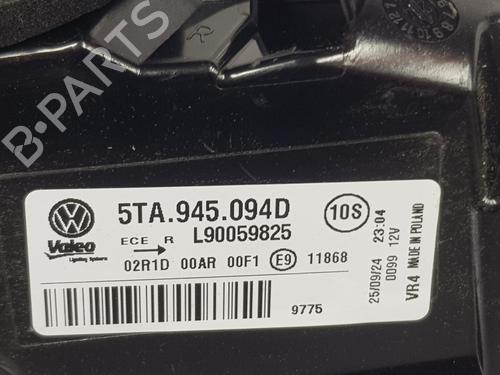 B-PARTS
R
5TA.945.094D
10S
Valeo
Lighting Systems
ECE R
L90059825
02R1D 00AR 00F1 E9 11868
9775
25/09/24 23:04
0099 12V
VR4 MADE IN POLAND